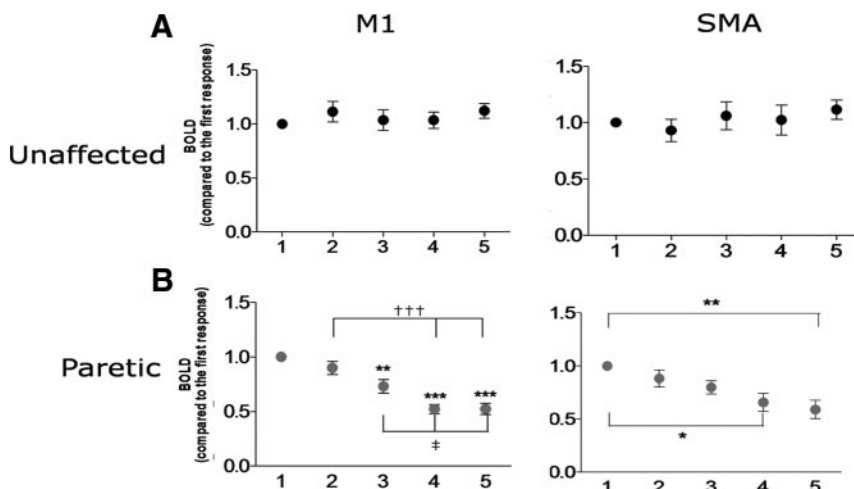 A
M1
SMA
Unaffected
BOLD
(compared to the first response)
1.5
1.0
0.5
0.0
1 2 3 4 5
1.5
1.0
0.5
0.0
1 2 3 4 5
B
Paretic
BOLD
(compared to the first response)
1.5
1.0
0.5
0.0
†††
**
***
***
‡
1 2 3 4 5
1.5
1.0
0.5
0.0
**
*
1 2 3 4 5